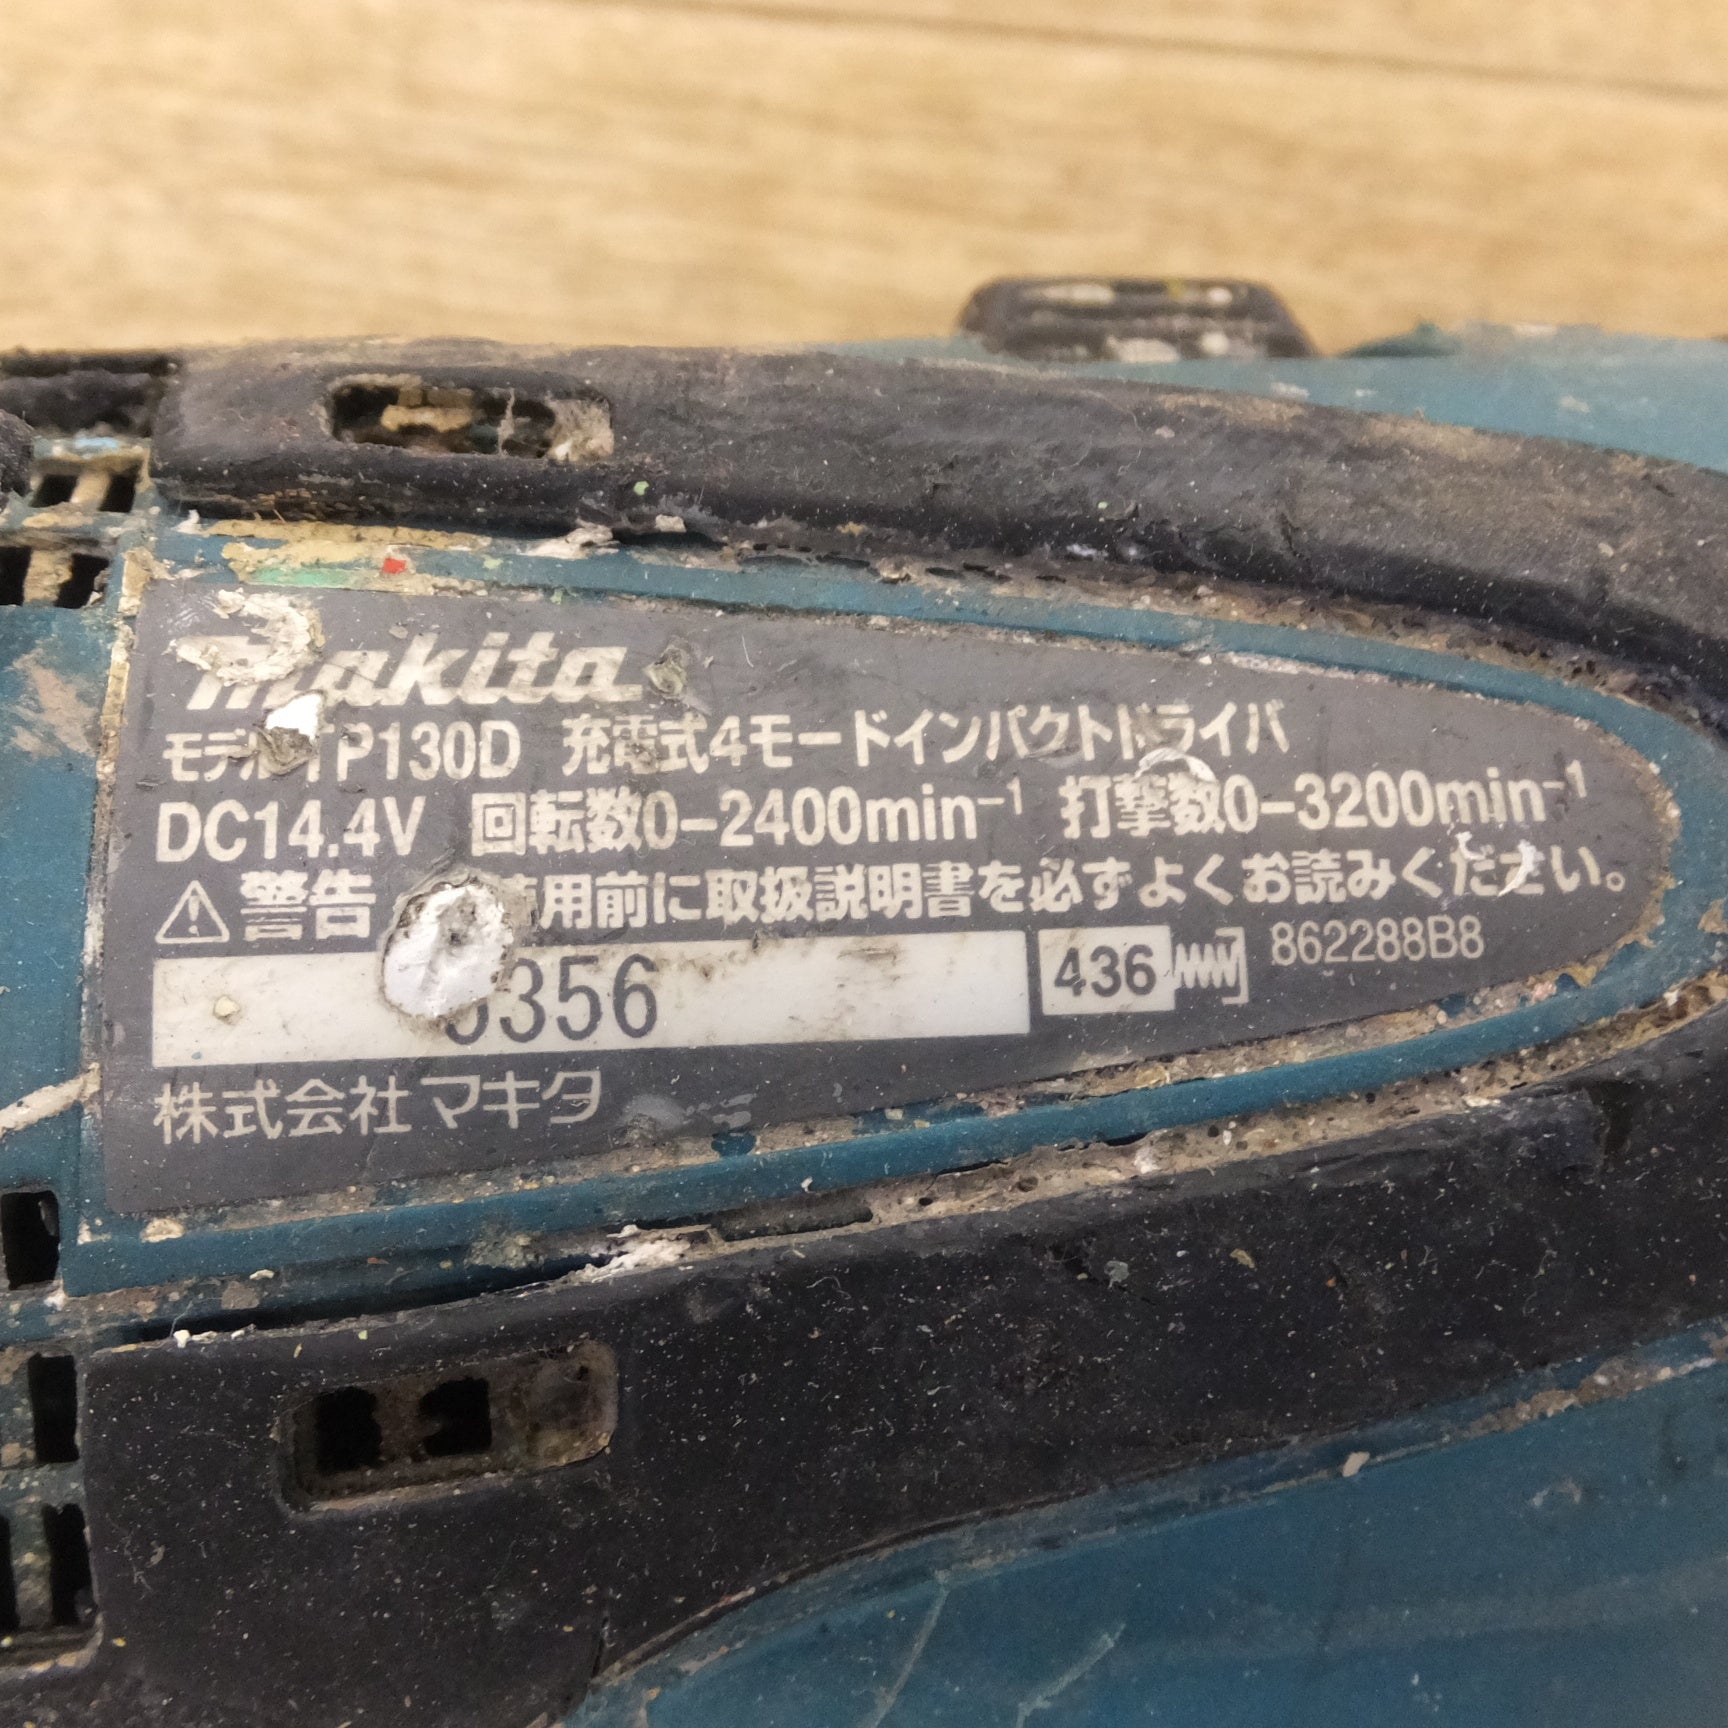 makita
モデル TP130D 充電式4モードインパクトドライバ
DC14.4V 回転数0-2400min⁻¹ 打撃数0-3200min⁻¹
⚠警告 使用前に取扱説明書を必ずよくお読みください。
356 436 862288B8
株式会社マキタ